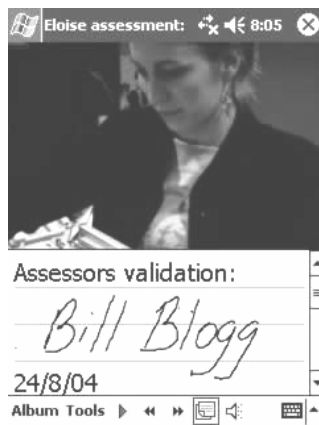 Eloise assessment: 8:05
Assessors validation:
Bill Blogg
24/8/04
Album Tools